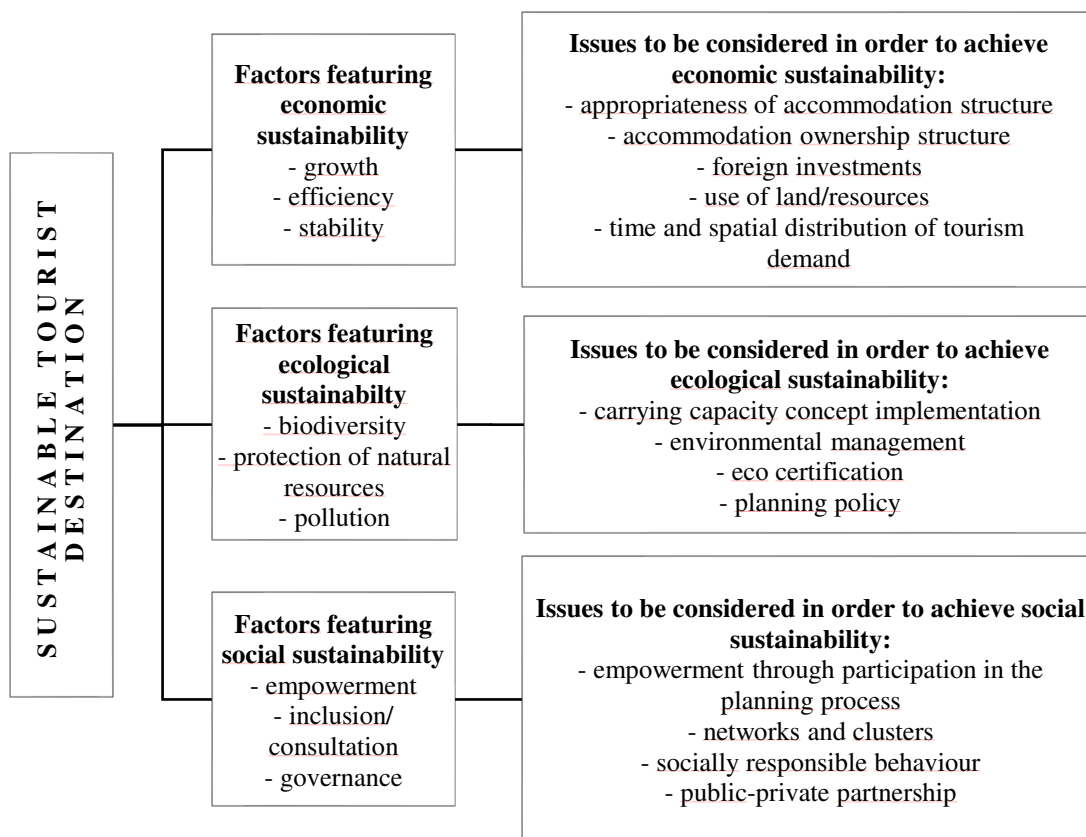 SUSTAINABLE TOURIST
DESTINATION
Factors featuring
economic
sustainability
- growth
- efficiency
- stability
Issues to be considered in order to achieve
economic sustainability:
- appropriateness of accommodation structure
- accommodation ownership structure
- foreign investments
- use of land/resources
- time and spatial distribution of tourism
demand
Factors featuring
ecological
sustainabilty
- biodiversity
- protection of natural
resources
- pollution
Issues to be considered in order to achieve
ecological sustainability:
- carrying capacity concept implementation
- environmental management
- eco certification
- planning policy
Factors featuring
social sustainability
- empowerment
- inclusion/
consultation
- governance
Issues to be considered in order to achieve social
sustainability:
- empowerment through participation in the
planning process
- networks and clusters
- socially responsible behaviour
- public-private partnership